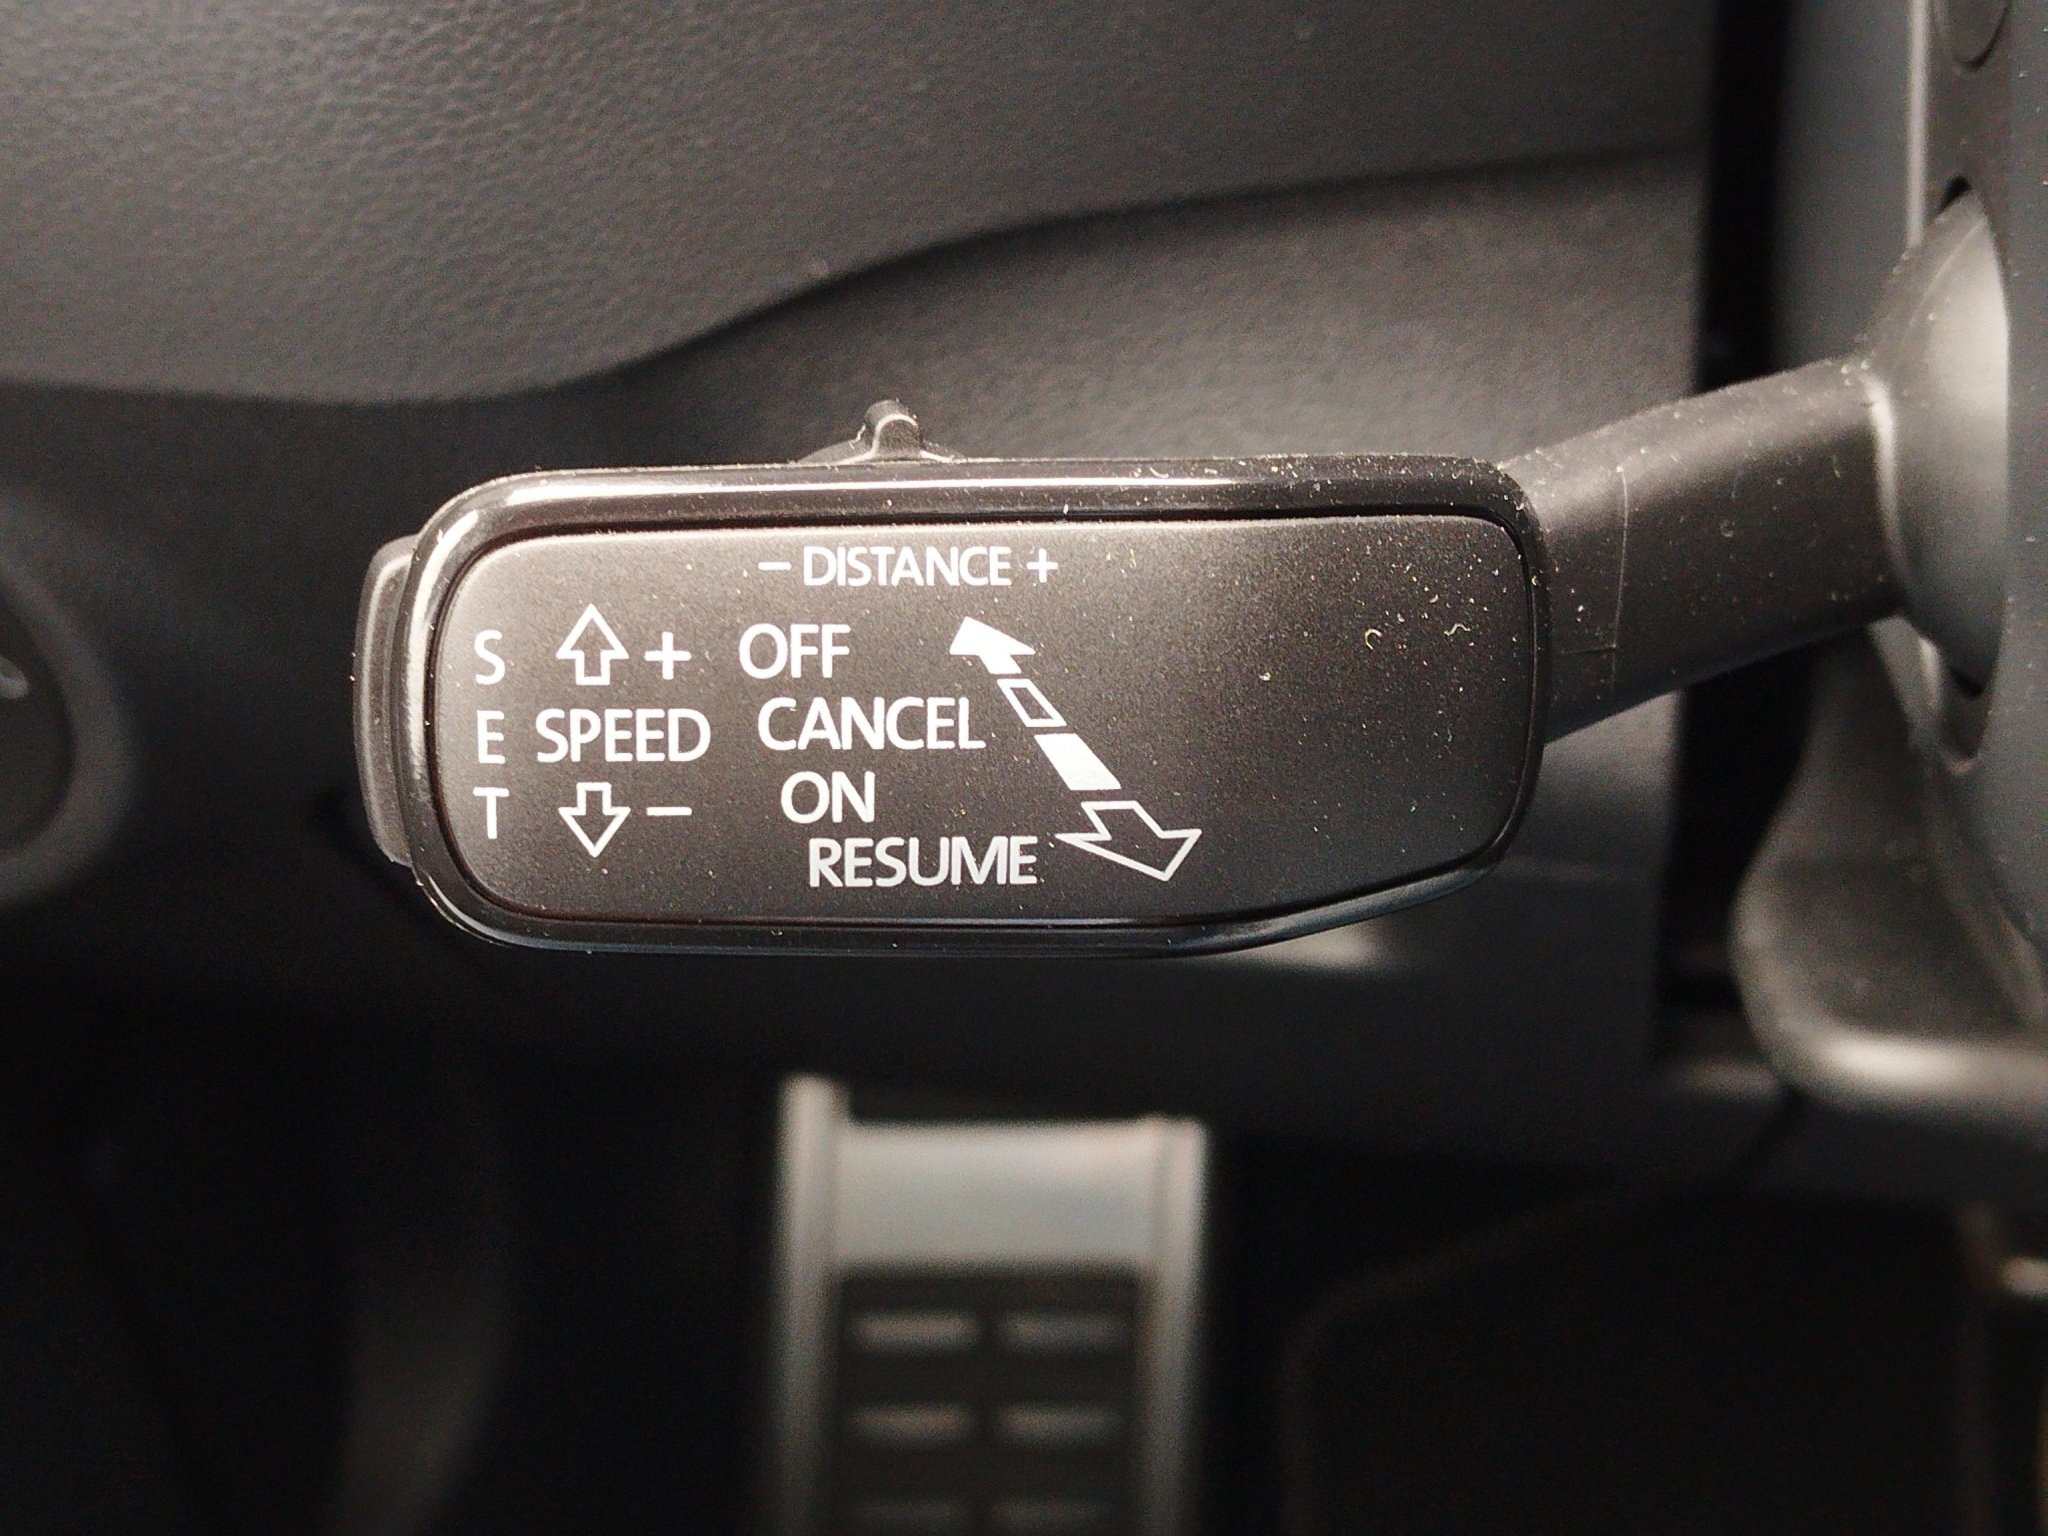 - DISTANCE +
S + OFF
E SPEED CANCEL
T - ON
RESUME